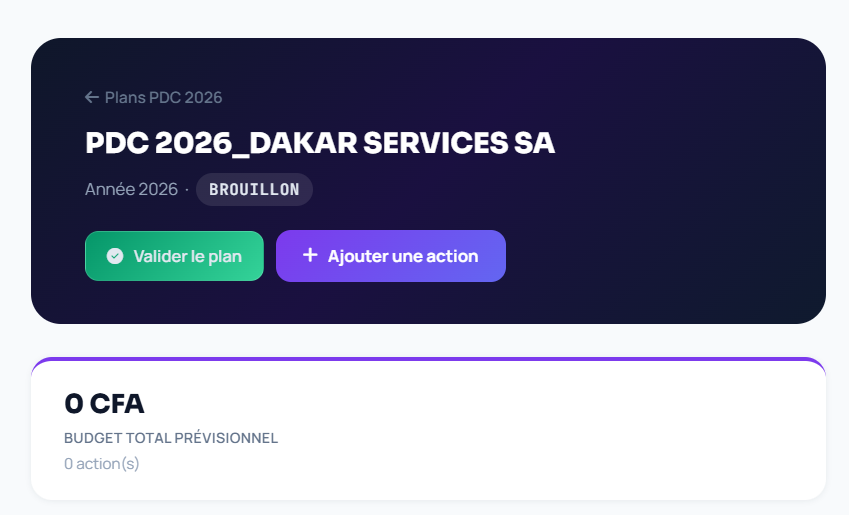 ← Plans PDC 2026
PDC 2026_DAKAR SERVICES SA
Année 2026 · BROUILLON
Valider le plan
+ Ajouter une action
0 CFA
BUDGET TOTAL PRÉVISIONNEL
0 action(s)